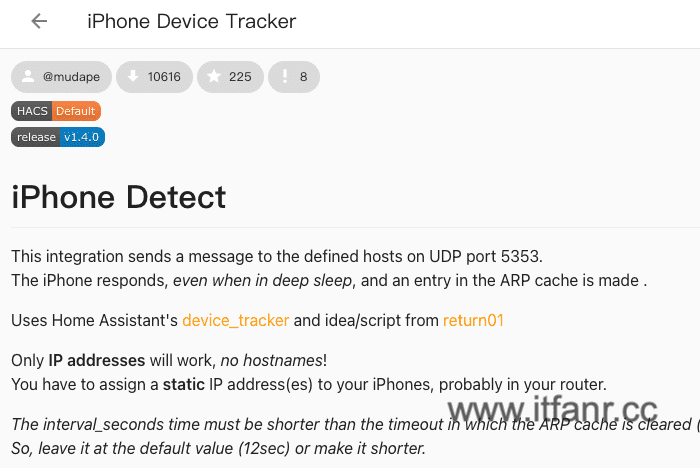 iPhone Device Tracker
@mudape 10616 225 8
HACS Default
release v1.4.0
iPhone Detect
This integration sends a message to the defined hosts on UDP port 5353.
The iPhone responds, even when in deep sleep, and an entry in the ARP cache is made .
Uses Home Assistant's device_tracker and idea/script from return01
Only IP addresses will work, no hostnames!
You have to assign a static IP address(es) to your iPhones, probably in your router.
www.itfanr.cc
The interval_seconds time must be shorter than the timeout in which the ARP cache is cleared (
So, leave it at the default value (12sec) or make it shorter.